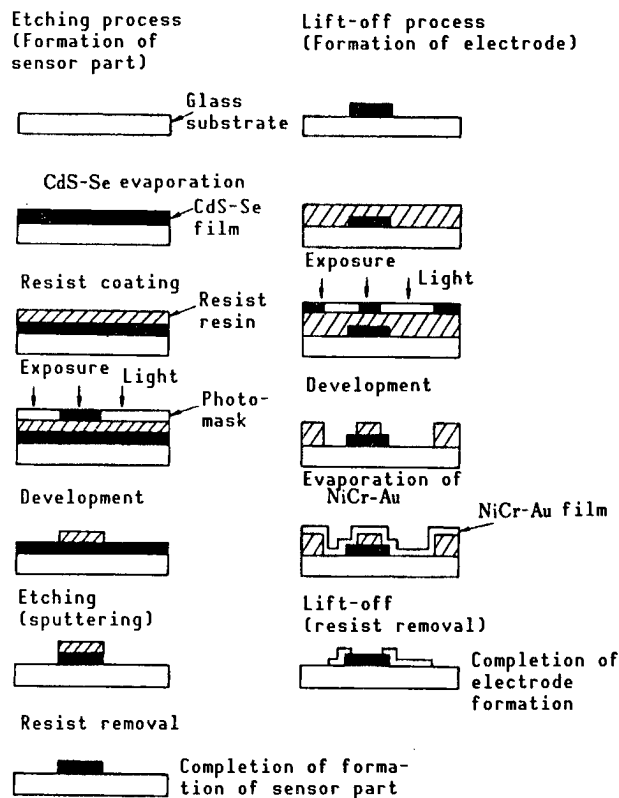 Etching process
(Formation of
sensor part)
Glass
substrate
CdS-Se evaporation
CdS-Se
film
Resist coating
Resist
resin
Exposure
Light
Photo-
mask
Development
Etching
(sputtering)
Resist removal
Completion of forma-
tion of sensor part
Lift-off process
(Formation of electrode)
Exposure
Light
Development
Evaporation of
NiCr-Au
NiCr-Au film
Lift-off
(resist removal)
Completion of
electrode
formation